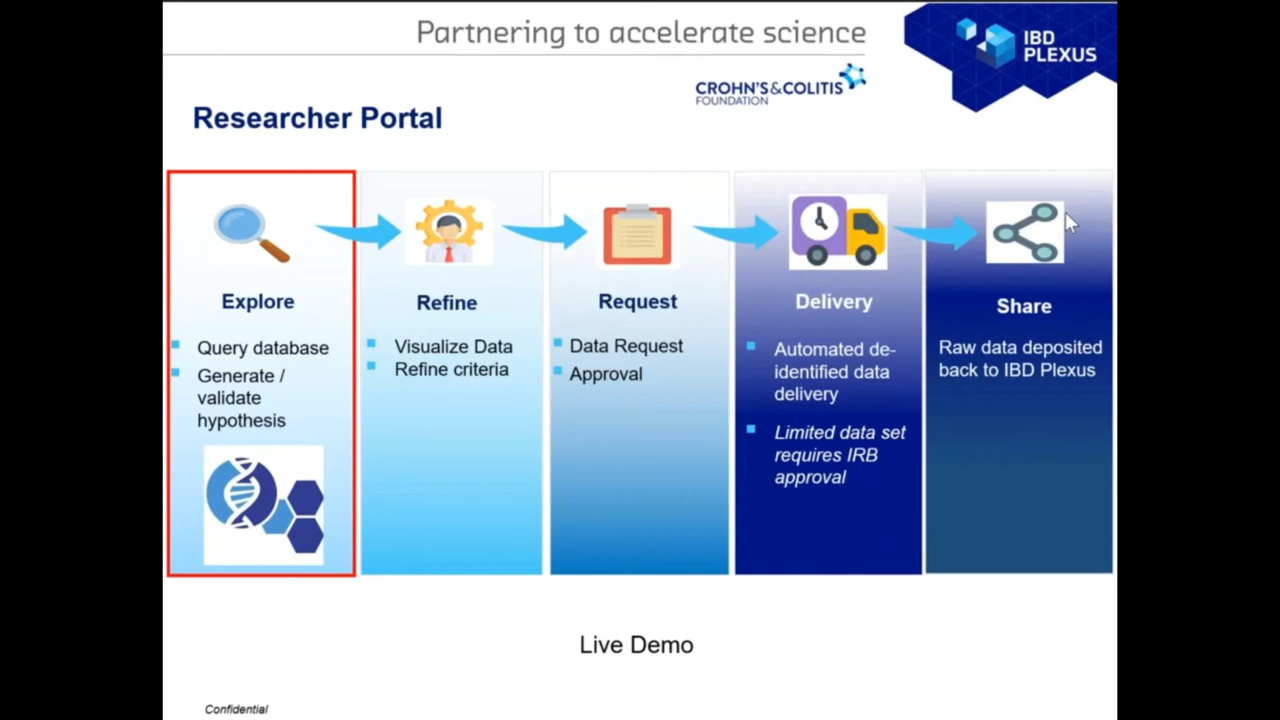 Partnering to accelerate science
IBD
PLEXUS
CROHN'S&COLITIS
FOUNDATION
Researcher Portal
Explore
Query database
Generate /
validate
hypothesis
Refine
Visualize Data
Refine criteria
Request
Data Request
Approval
Delivery
Automated de-
identified data
delivery
Limited data set
requires IRB
approval
Share
Raw data deposited
back to IBD Plexus
Live Demo
Confidential